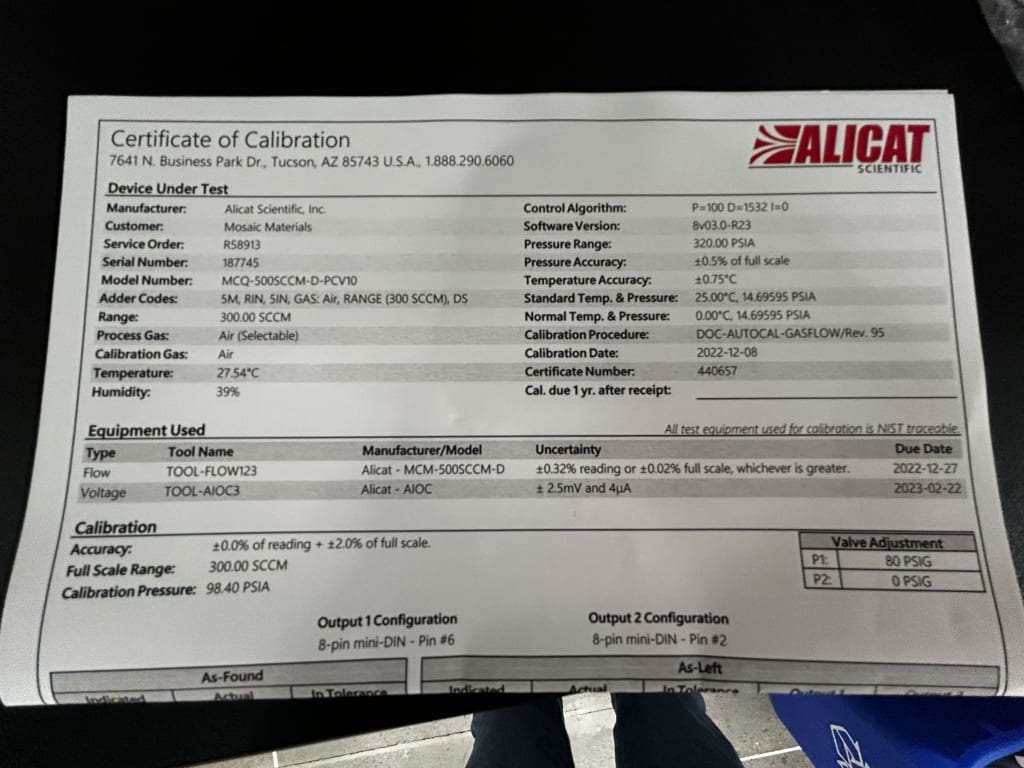 Certificate of Calibration
7641 N. Business Park Dr., Tucson, AZ 85743 U.S.A., 1.888.290.6060
ALICAT
SCIENTIFIC
Device Under Test
Manufacturer: Alicat Scientific, Inc. Control Algorithm: P=100 D=1532 I=0
Customer: Mosaic Materials Software Version: 8v03.0-R23
Service Order: R58913 Pressure Range: 320.00 PSIA
Serial Number: 187745 Pressure Accuracy: ±0.5% of full scale
Model Number: MCQ-500SCCM-D-PCV10 Temperature Accuracy: ±0.75°C
Adder Codes: 5M, RIN, 5IN, GAS: Air, RANGE (300 SCCM), DS Standard Temp. & Pressure: 25.00°C, 14.69595 PSIA
Range: 300.00 SCCM Normal Temp. & Pressure: 0.00°C, 14.69595 PSIA
Process Gas: Air (Selectable) Calibration Procedure: DOC-AUTOCAL-GASFLOW/Rev. 95
Calibration Gas: Air Calibration Date: 2022-12-08
Temperature: 27.54°C Certificate Number: 440657
Humidity: 39% Cal. due 1 yr. after receipt:
Equipment Used All test equipment used for calibration is NIST traceable.
Type Tool Name Manufacturer/Model Uncertainty Due Date
Flow TOOL-FLOW123 Alicat - MCM-500SCCM-D ±0.32% reading or ±0.02% full scale, whichever is greater. 2022-12-27
Voltage TOOL-AIOC3 Alicat - AIOC ± 2.5mV and 4µA 2023-02-22
Calibration
Accuracy: ±0.0% of reading + ±2.0% of full scale.
Full Scale Range: 300.00 SCCM
Calibration Pressure: 98.40 PSIA
Valve Adjustment
P1: 80 PSIG
P2: 0 PSIG
Output 1 Configuration Output 2 Configuration
8-pin mini-DIN - Pin #6 8-pin mini-DIN - Pin #2
As-Found As-Left
Indicated Actual In Tolerance Indicated Actual In Tolerance Output 1